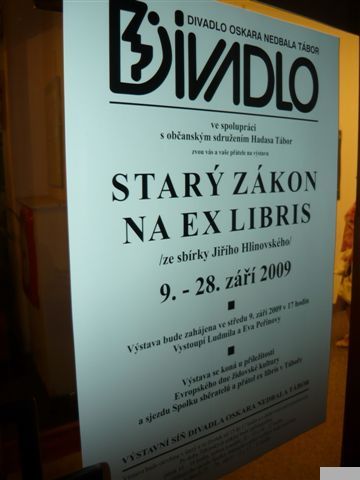 DIVADLO OSKARA NEDBALA TÁBOR
DIVADLO
ve spolupráci
s občanským sdružením Hadasa Tábor
zvou vás a vaše přátele na výstavu
STARÝ ZÁKON
NA EX LIBRIS
/ze sbírky Jiřího Hlinovského/
9. - 28. září 2009
Výstava bude zahájena ve středu 9. září 2009 v 17 hodin
Vystoupí Ludmila a Eva Peřinovy
Výstava se koná u příležitosti
Evropského dne židovské kultury
a sjezdu Spolku sběratelů a přátel ex libris v Táboře
VÝSTAVNÍ SÍŇ DIVADLA OSKARA NEDBALA TÁBOR